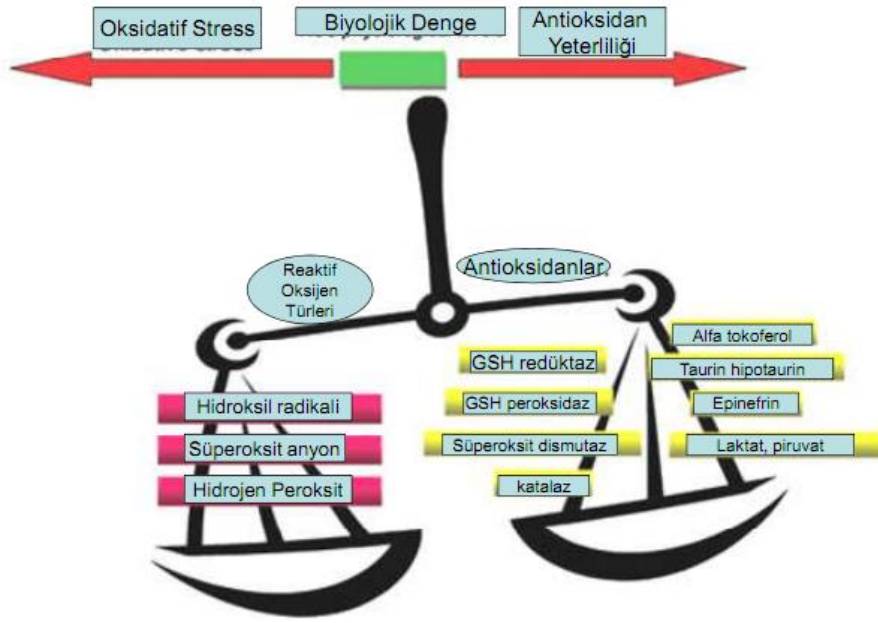 Oksidatif Stress
Biyolojik Denge
Antioksidan
Yeterliliği
Reaktif
Oksijen
Türleri
Antioksidanlar
Hidroksil radikali
Süperoksit anyon
Hidrojen Peroksit
GSH redüktaz
GSH peroksidaz
Süperoksit dismutaz
katalaz
Alfa tokoferol
Taurin hipotaurin
Epinefrin
Laktat, piruvat